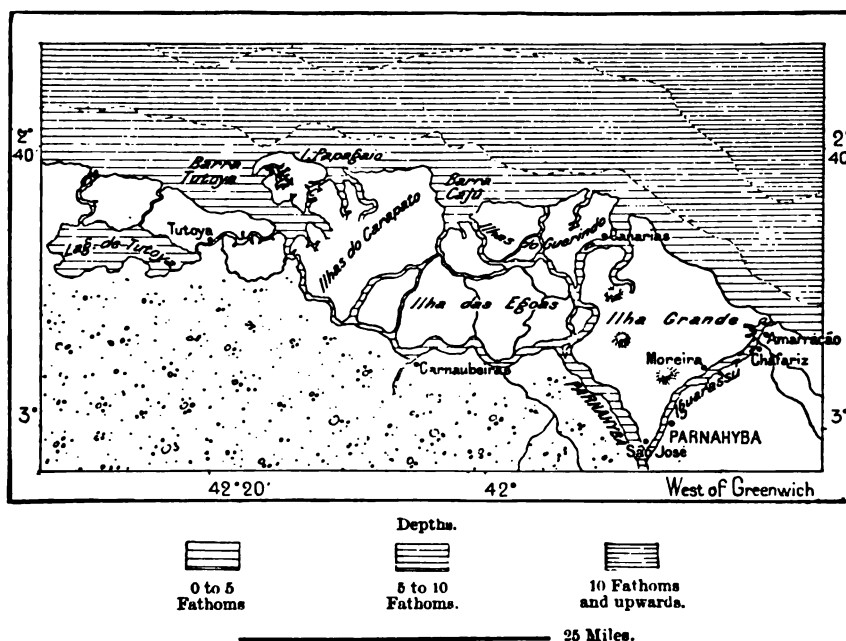 2°
40'
2°
40'
I. Papagaio
Barra
Tutoya
Barra
Cajú
Tutoya
Lag. de Tutoya
Ilhas do Carapato
Ilhas do Guarindo
Canarias
Ilha das Egoas
Ilha Grande
Amarração
Chafariz
Moreira
Carnaubeiras
PARNAHYBA
Iguarassu
PARNAHYBA
São José
3°
3°
42°20'
42°
West of Greenwich
Depths.
0 to 5
Fathoms
5 to 10
Fathoms.
10 Fathoms
and upwards.
25 Miles.